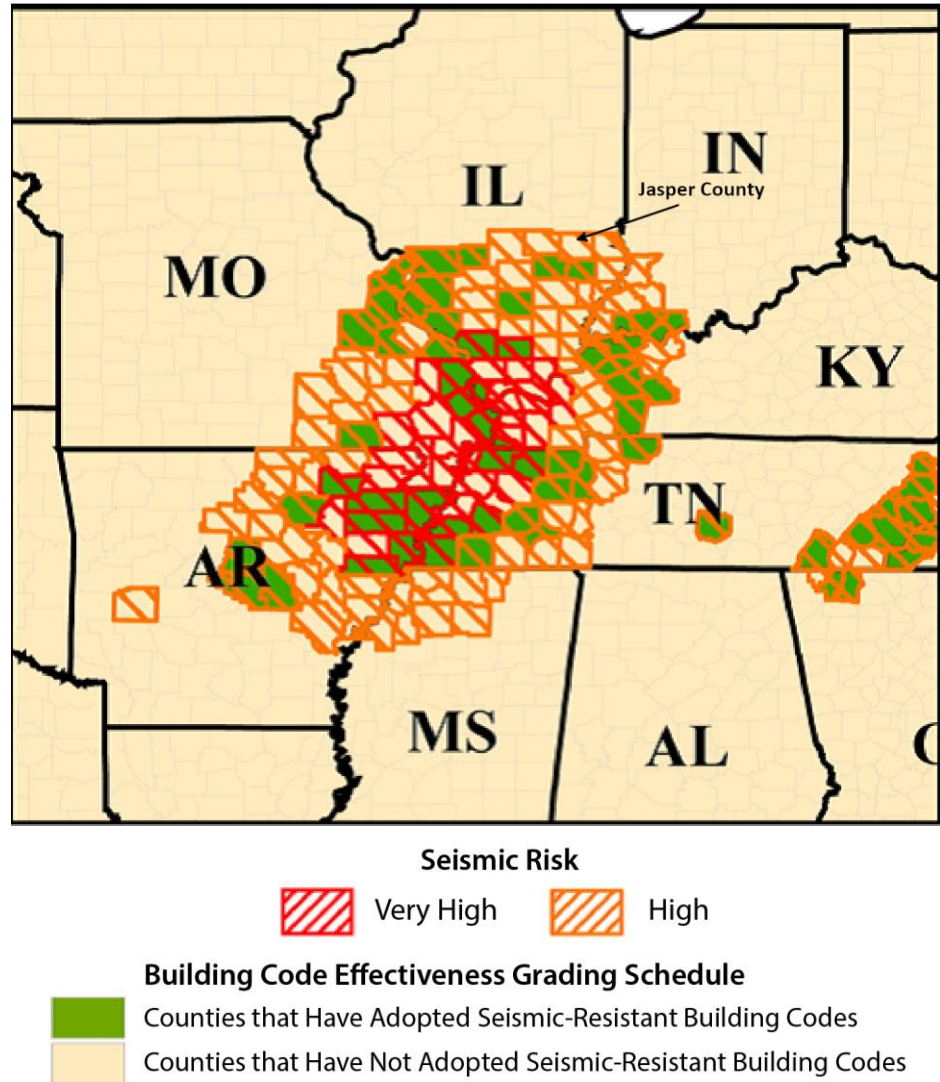 IL
IN
Jasper County
MO
KY
TN
AR
MS
AL
Seismic Risk
Very High
High
Building Code Effectiveness Grading Schedule
Counties that Have Adopted Seismic-Resistant Building Codes
Counties that Have Not Adopted Seismic-Resistant Building Codes